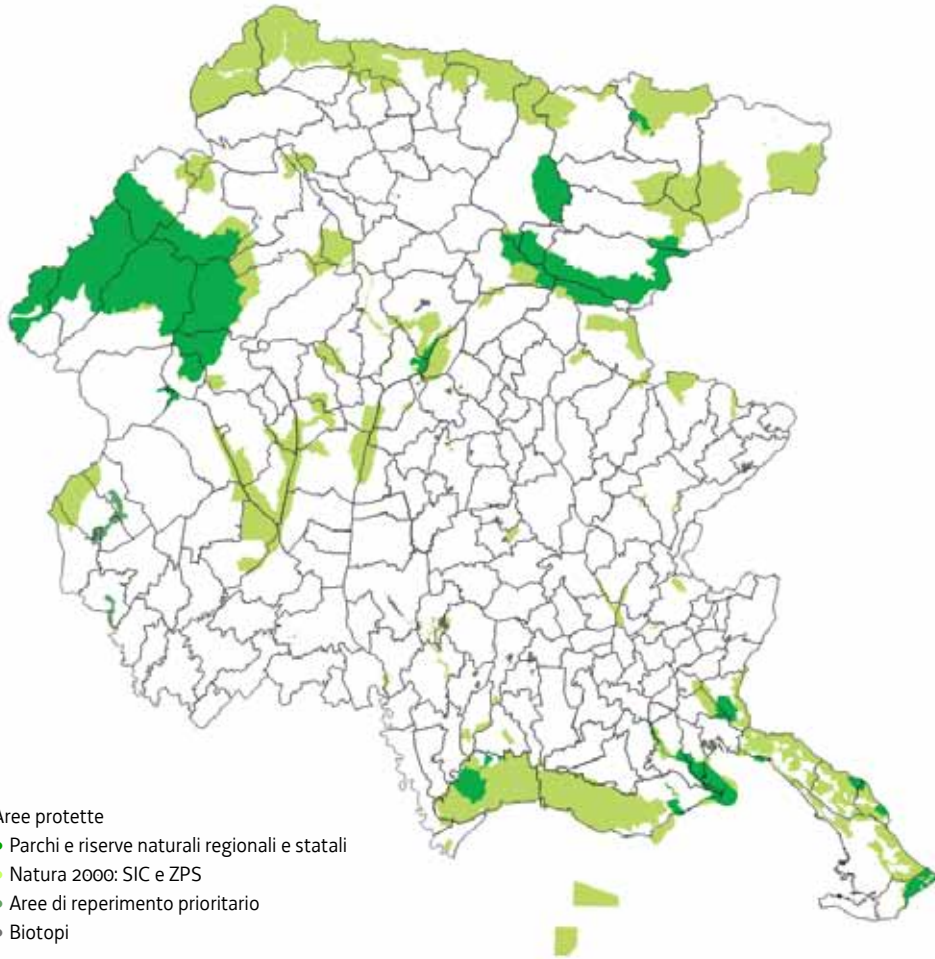 Aree protette
• Parchi e riserve naturali regionali e statali
• Natura 2000: SIC e ZPS
• Aree di reperimento prioritario
• Biotopi